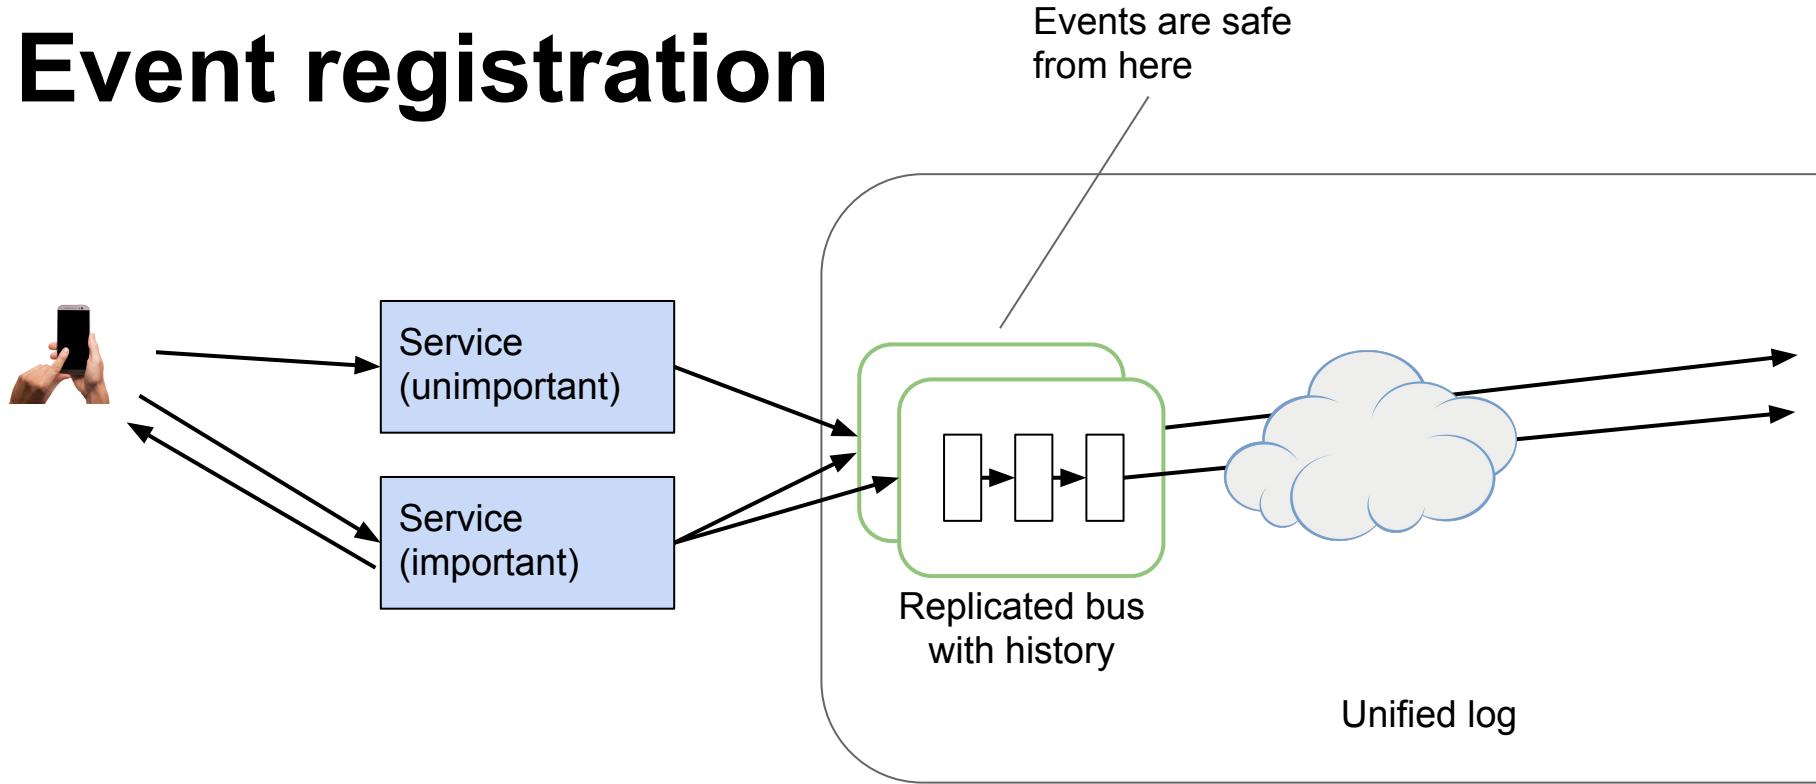 Event registration
Events are safe
from here
Service
(unimportant)
Service
(important)
Replicated bus
with history
Unified log